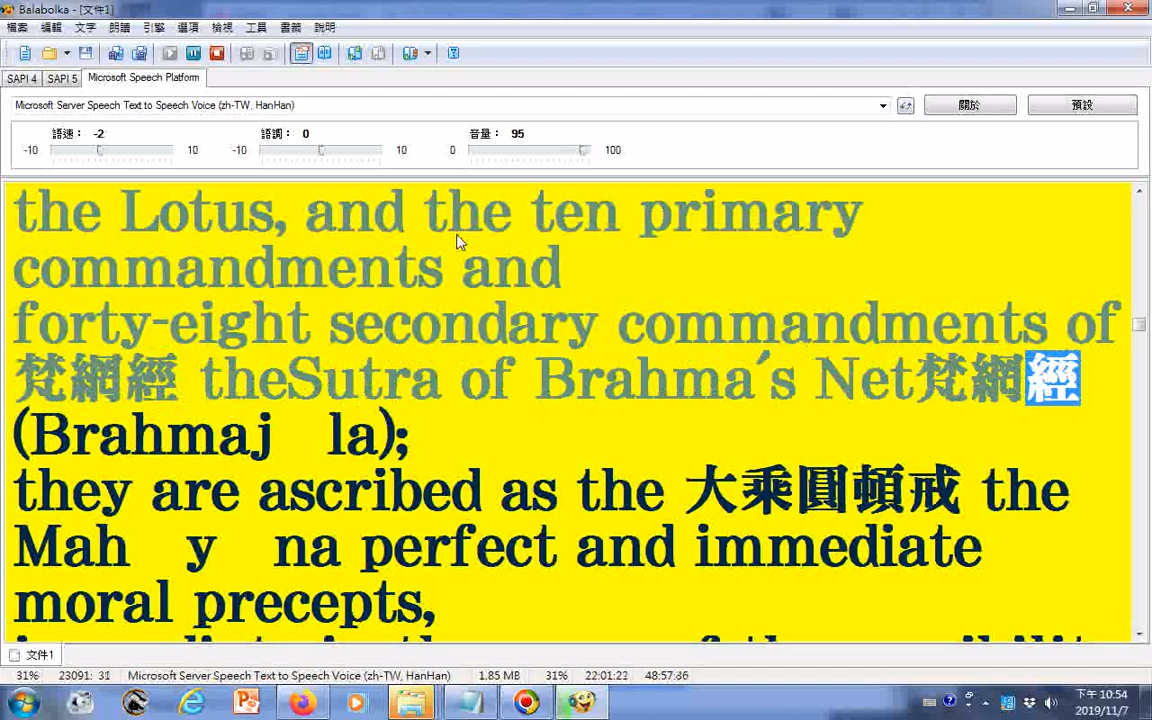 Balabolka - [文件1]
檔案 編輯 文字 朗讀 引擎 選項 檢視 工具 書籤 說明
SAPI 4 SAPI 5 Microsoft Speech Platform
Microsoft Server Speech Text to Speech Voice (zh-TW, HanHan) 關於 預設
語速： -2 語調： 0 音量： 95
-10 10 -10 10 0 100
the Lotus, and the ten primary
commandments and
forty-eight secondary commandments of
梵網經 theSutra of Brahma's Net梵網經
(Brahmaj la);
they are ascribed as the 大乘圓頓戒 the
Mah y na perfect and immediate
moral precepts,
文件1
31% 23091: 31 Microsoft Server Speech Text to Speech Voice (zh-TW, HanHan) 1.85 MB 31% 22:01:22 48:57:36
下午 10:54
2019/11/7